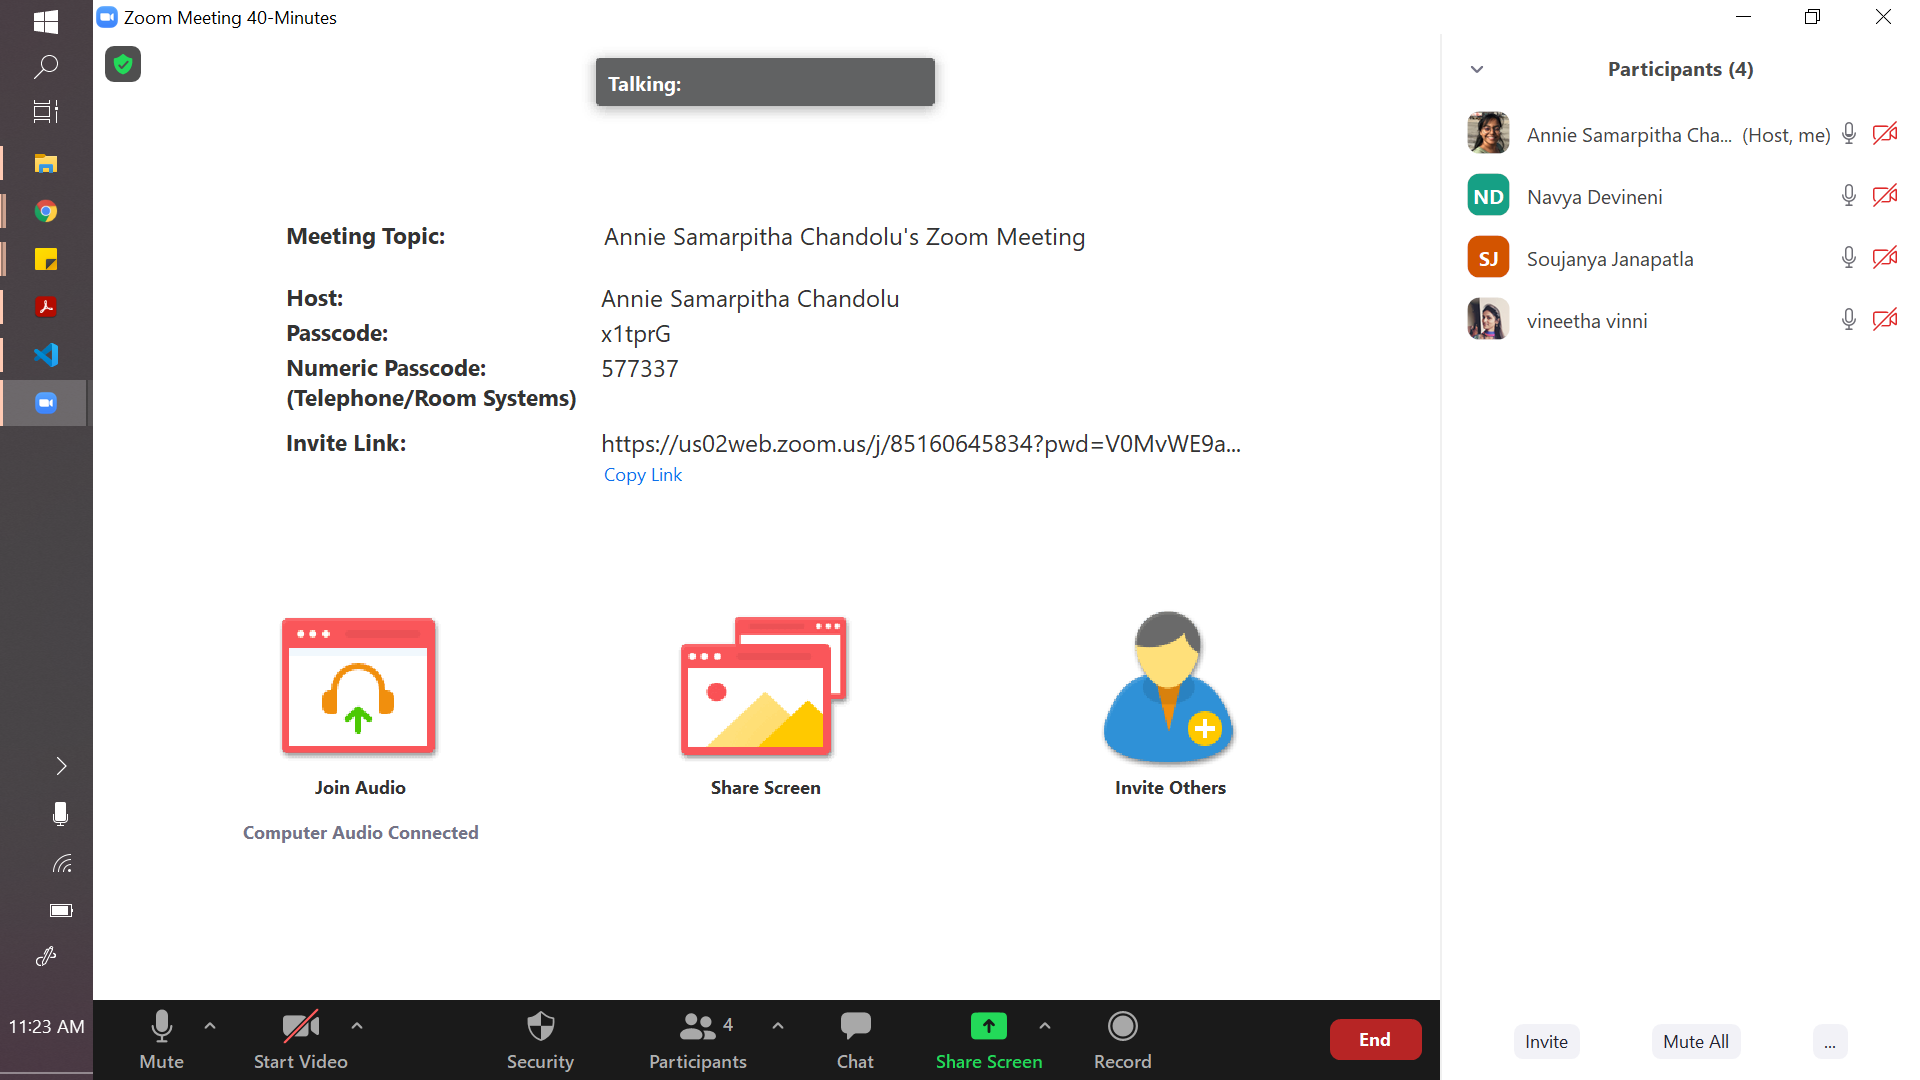 Zoom Meeting 40-Minutes
Talking:
Meeting Topic: Annie Samarpitha Chandolu's Zoom Meeting
Host: Annie Samarpitha Chandolu
Passcode: x1tprG
Numeric Passcode: 577337
(Telephone/Room Systems)
Invite Link: https://us02web.zoom.us/j/85160645834?pwd=V0MvWE9a...
Copy Link
Join Audio
Computer Audio Connected
Share Screen
Invite Others
Participants (4)
Annie Samarpitha Cha... (Host, me)
ND Navya Devineni
SJ Soujanya Janapatla
vineetha vinni
11:23 AM
Mute
Start Video
Security
4
Participants
Chat
Share Screen
Record
End
Invite
Mute All
...